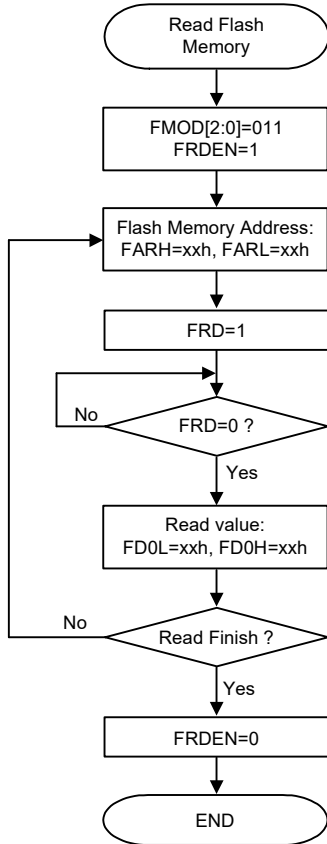 Read Flash
Memory
FMOD[2:0]=011
FRDEN=1
Flash Memory Address:
FARH=xxh, FARL=xxh
FRD=1
No
FRD=0 ?
Yes
Read value:
FD0L=xxh, FD0H=xxh
No
Read Finish ?
Yes
FRDEN=0
END